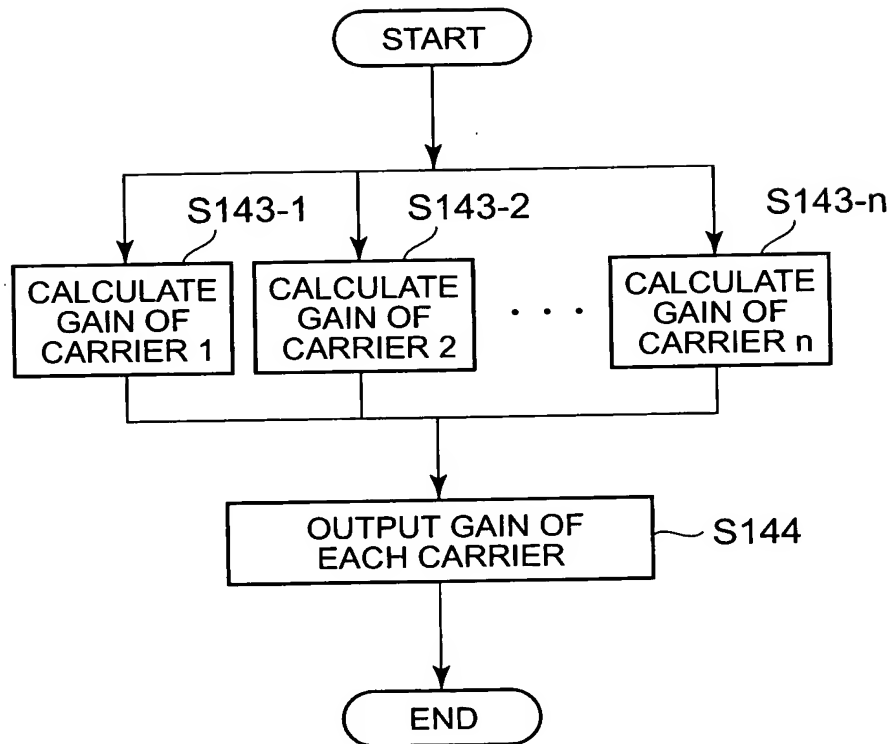 START
S143-1
S143-2
S143-n
CALCULATE
GAIN OF
CARRIER 1
CALCULATE
GAIN OF
CARRIER 2
. . .
CALCULATE
GAIN OF
CARRIER n
OUTPUT GAIN OF
EACH CARRIER
S144
END